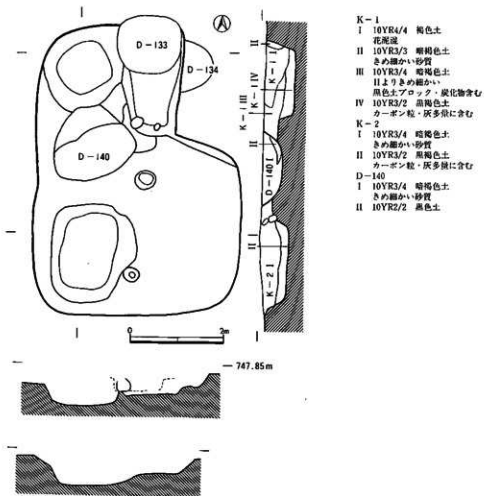 D-133
D-134
D-140
K-1 I
K-1 IV
K-1 III
II
II
D-140 I
I
II
K-2 I
0 2m
747.85m
K-1
I 10YR4/4 褐色土
II 10YR3/3 暗褐色土
きめ細かい砂質
III 10YR3/4 暗褐色土
IIよりきめ細かい
黒色土ブロック・炭化物含む
IV 10YR3/2 黒褐色土
カーボン粒・灰多量に含む
K-2
I 10YR3/4 暗褐色土
きめ細かい砂質
II 10YR3/2 黒褐色土
カーボン粒・灰多量に含む
D-140
I 10YR3/4 暗褐色土
きめ細かい砂質
II 10YR2/2 黒色土